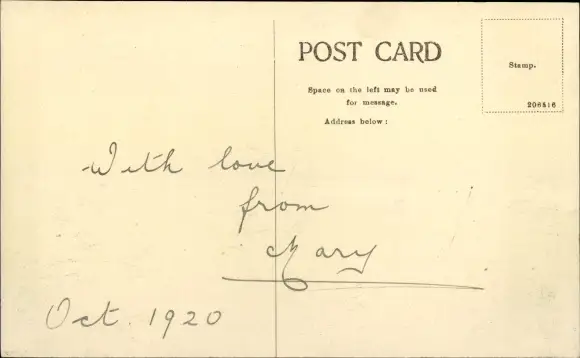 POST CARD
Stamp.
Space on the left may be used
for message.
206516
Address below:
With love
from
Mary
Oct. 1920